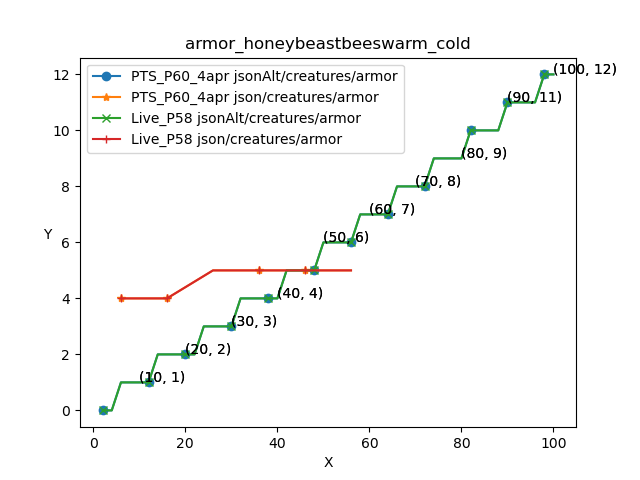 armor_honeybeastbeeswarm_cold
PTS_P60_4apr jsonAlt/creatures/armor
PTS_P60_4apr json/creatures/armor
Live_P58 jsonAlt/creatures/armor
Live_P58 json/creatures/armor
(100, 12)
(90, 11)
(80, 9)
(70, 8)
(60, 7)
(50, 6)
(40, 4)
(30, 3)
(20, 2)
(10, 1)
12
10
8
6
4
2
0
Y
0 20 40 60 80 100
X